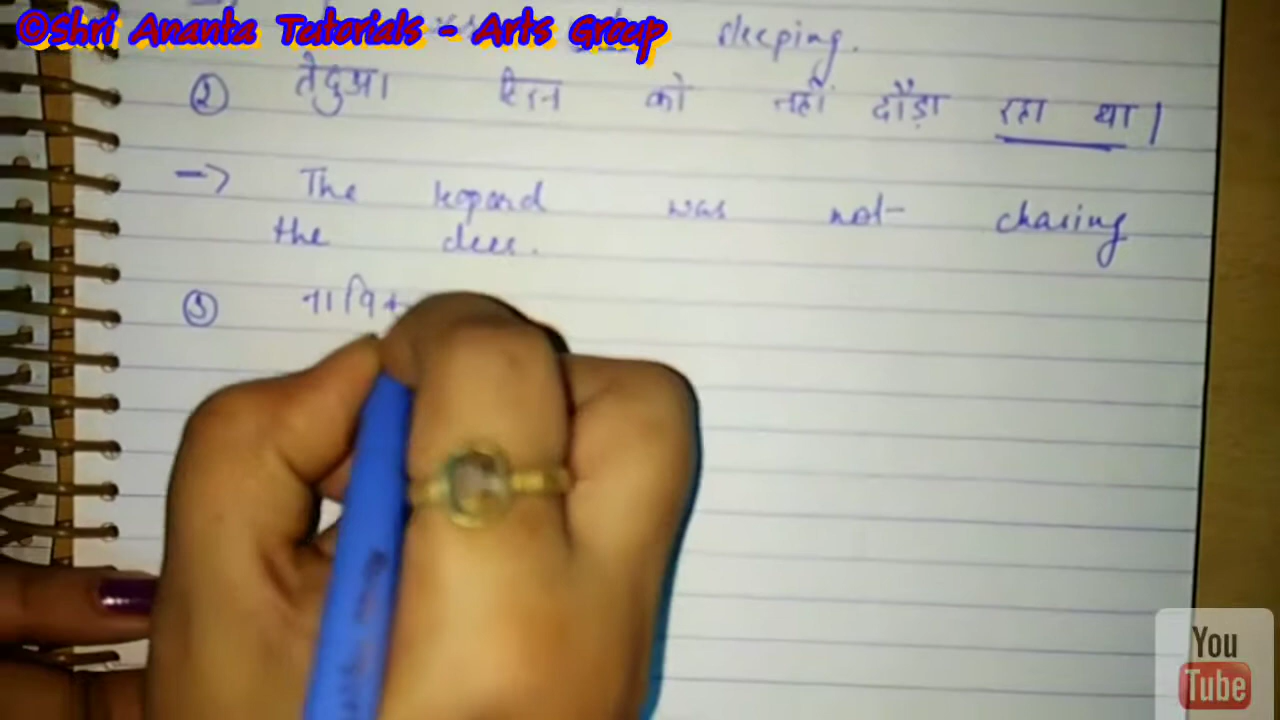 ©Shri Ananta Tutorials - Arts Group
sleeping.
② तेंदुआ हिरन को नहीं दौड़ा रहा था।
→ The leopard was not chasing
the deer.
③ नाविक
You
Tube